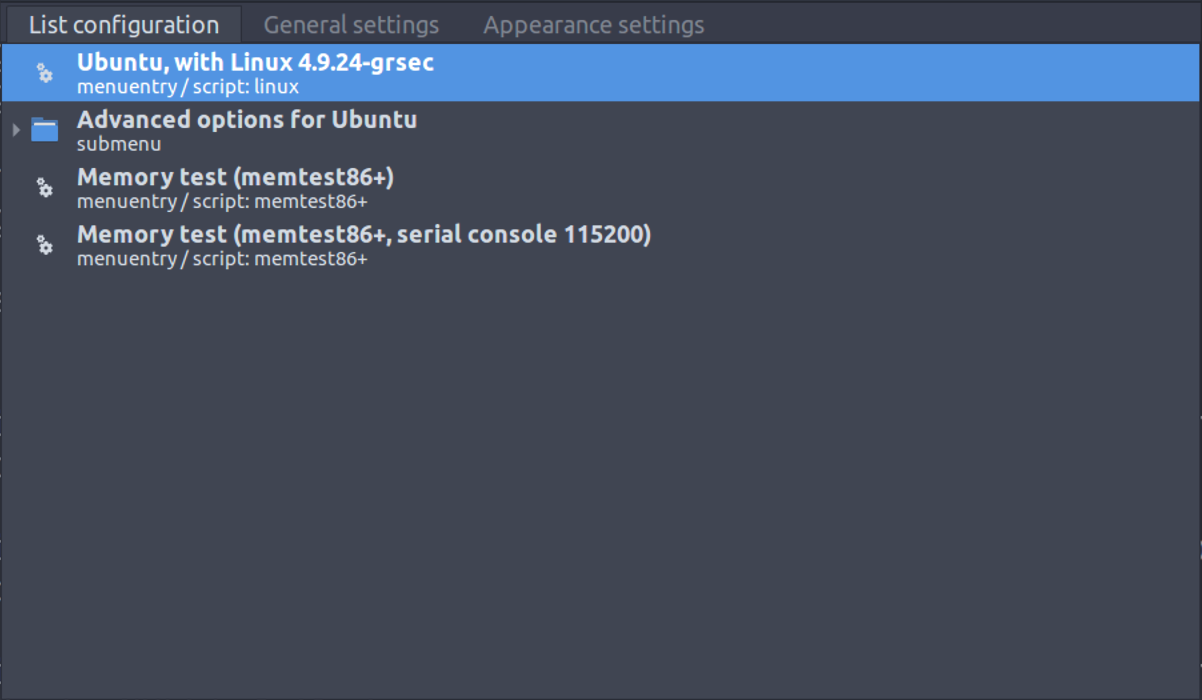 List configuration General settings Appearance settings
Ubuntu, with Linux 4.9.24-grsec
menuentry / script: linux
Advanced options for Ubuntu
submenu
Memory test (memtest86+)
menuentry / script: memtest86+
Memory test (memtest86+, serial console 115200)
menuentry / script: memtest86+